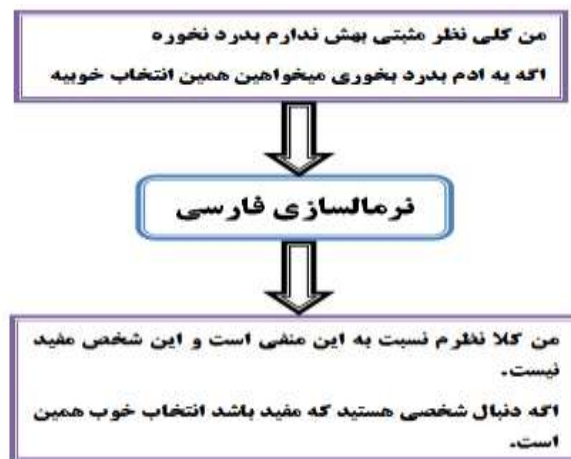 من کلی نظر مثبتی بهش ندارم بدرد نخوره
اگه یه ادم بدرد بخوری میخواهین همین انتخاب خوبیه
نرمالسازی فارسی
من کلا نظرم نسبت به این منفی است و این شخص مفید
نیست.
اگه دنبال شخصی هستید که مفید باشد انتخاب خوب همین
است.